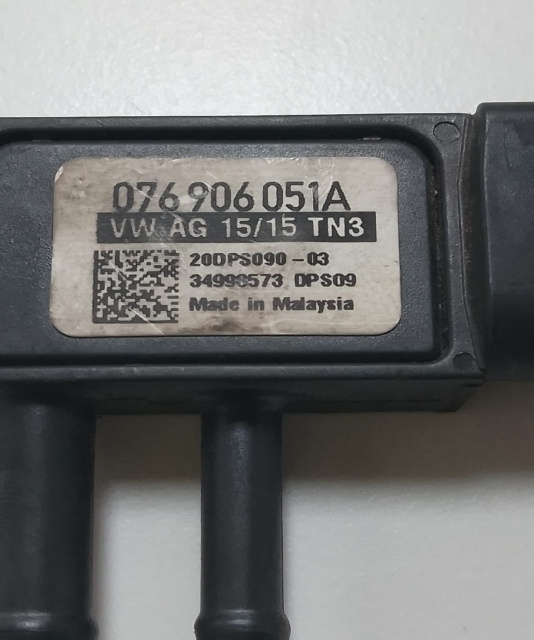 076 906 051A
VW AG 15/15 TN3
20DPS090-03
34998573 DPS09
Made in Malaysia